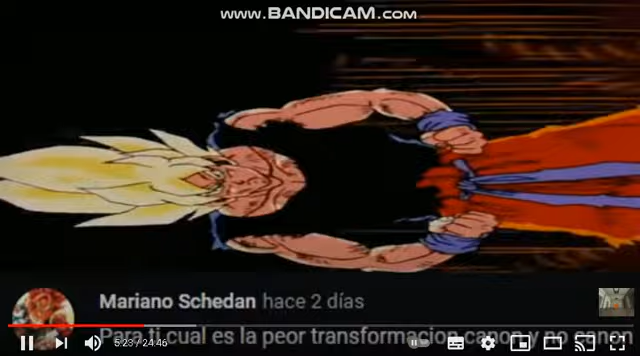 www.BANDICAM.com
Mariano Schedan hace 2 días
Para ti cual es la peor transformacion canon y no canon
5:23 / 24:46